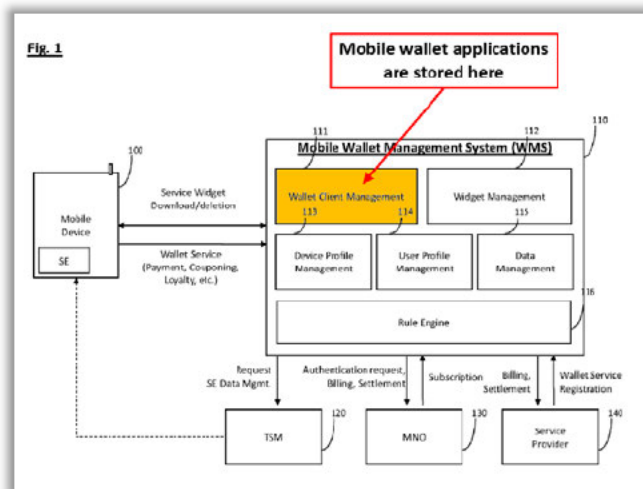 Fig. 1
Mobile wallet applications
are stored here
110
111
112
Mobile Wallet Management System (WMS)
100
Wallet Client Management
Widget Management
Service Widget
Download/deletion
113
114
115
Mobile
Device
SE
Wallet Service
(Payment, Couponing,
Loyalty, etc.)
Device Profile
Management
User Profile
Management
Data
Management
116
Rule Engine
Request
SE Data Mgmt.
Authentication request,
Billing, Settlement
Subscription
Billing,
Settlement
Wallet Service
Registration
120
130
140
TSM
MNO
Service
Provider